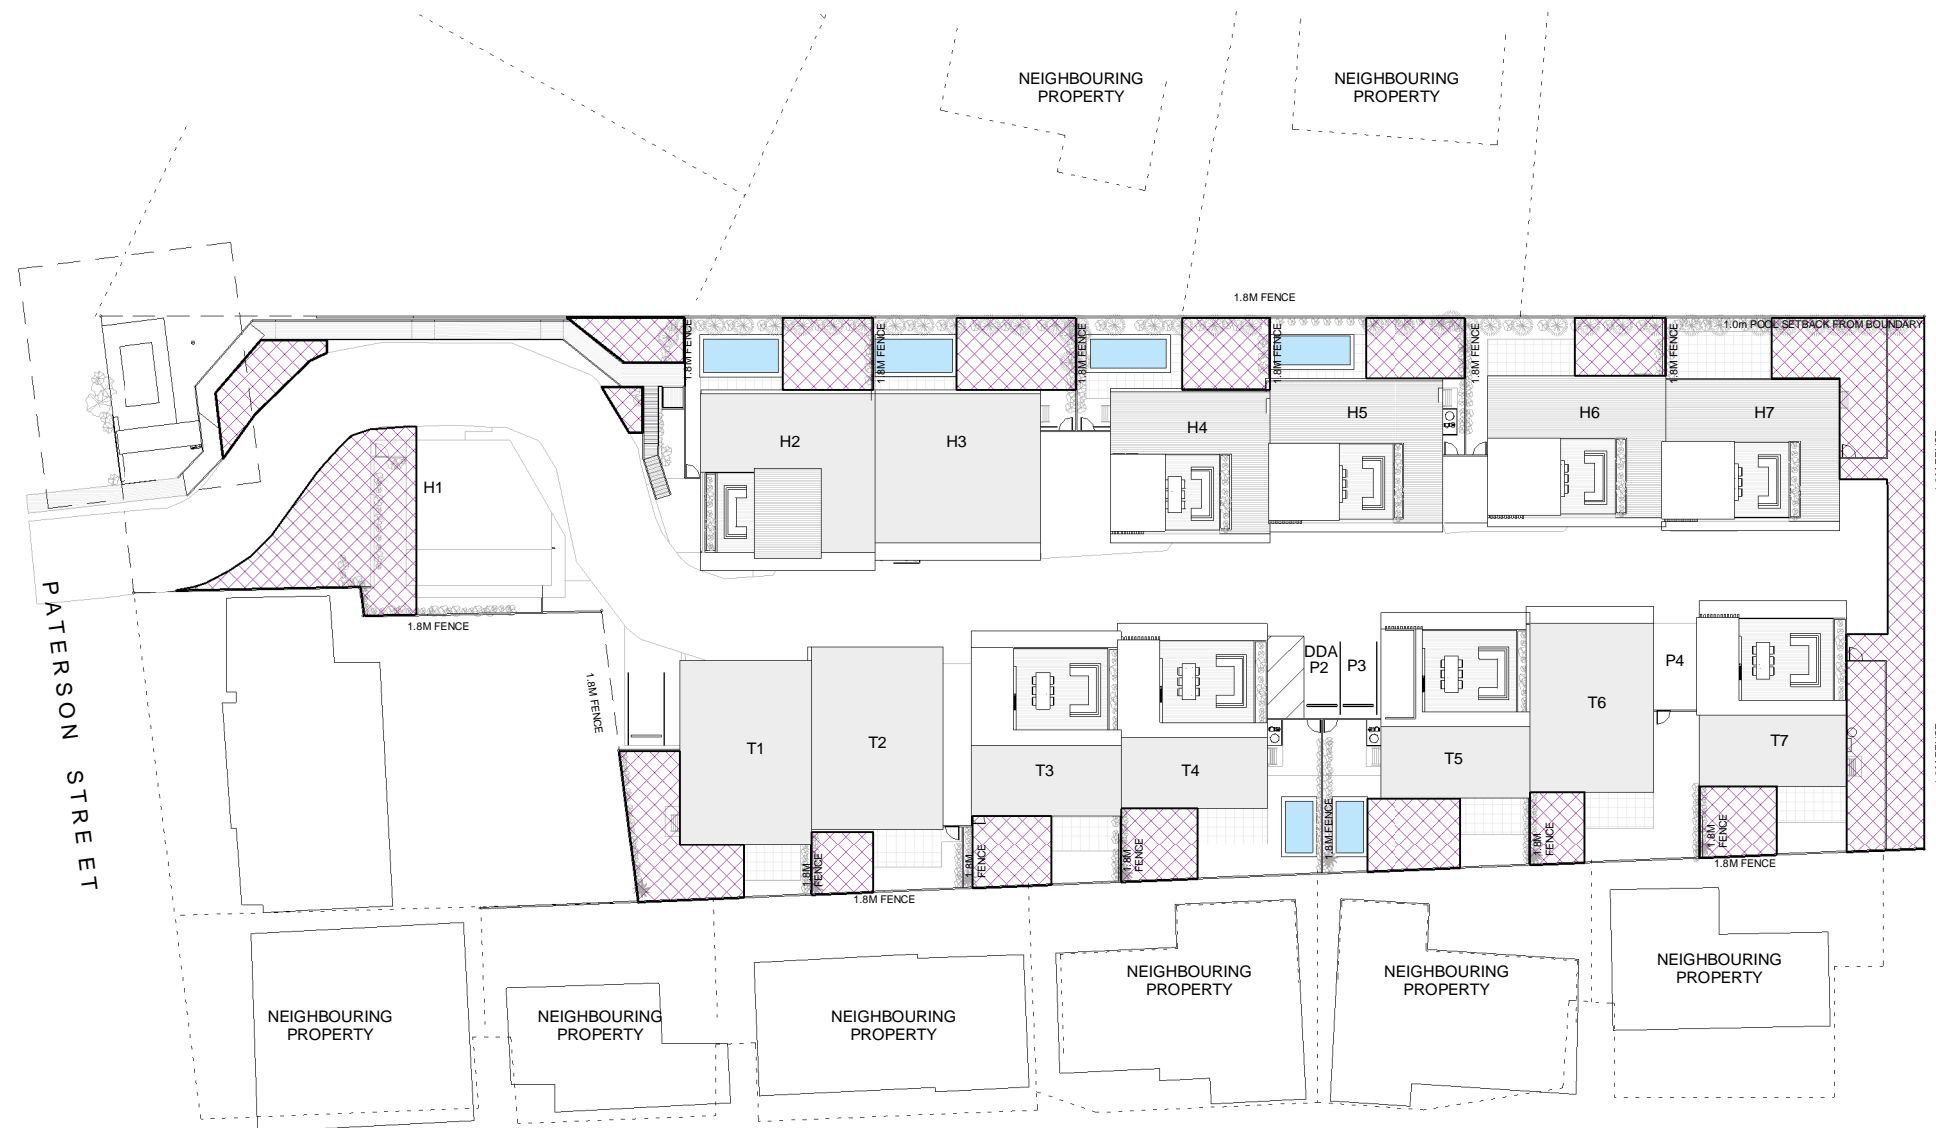 NEIGHBOURING
PROPERTY
NEIGHBOURING
PROPERTY
1.8M FENCE
1.0m POOL SETBACK FROM BOUNDARY
1.8M FENCE
1.8M FENCE
1.8M FENCE
1.8M FENCE
1.8M FENCE
1.8M FENCE
H1
H2
H3
H4
H5
H6
H7
PATERSON STREET
1.8M FENCE
1.8M FENCE
DDA
P2
P3
P4
T1
T2
T3
T4
T5
T6
T7
1.8M
FENCE
1.8M
FENCE
1.8M
FENCE
1.8M FENCE
1.8M
FENCE
1.8M
FENCE
1.8M FENCE
1.8M FENCE
NEIGHBOURING
PROPERTY
NEIGHBOURING
PROPERTY
NEIGHBOURING
PROPERTY
NEIGHBOURING
PROPERTY
NEIGHBOURING
PROPERTY
NEIGHBOURING
PROPERTY